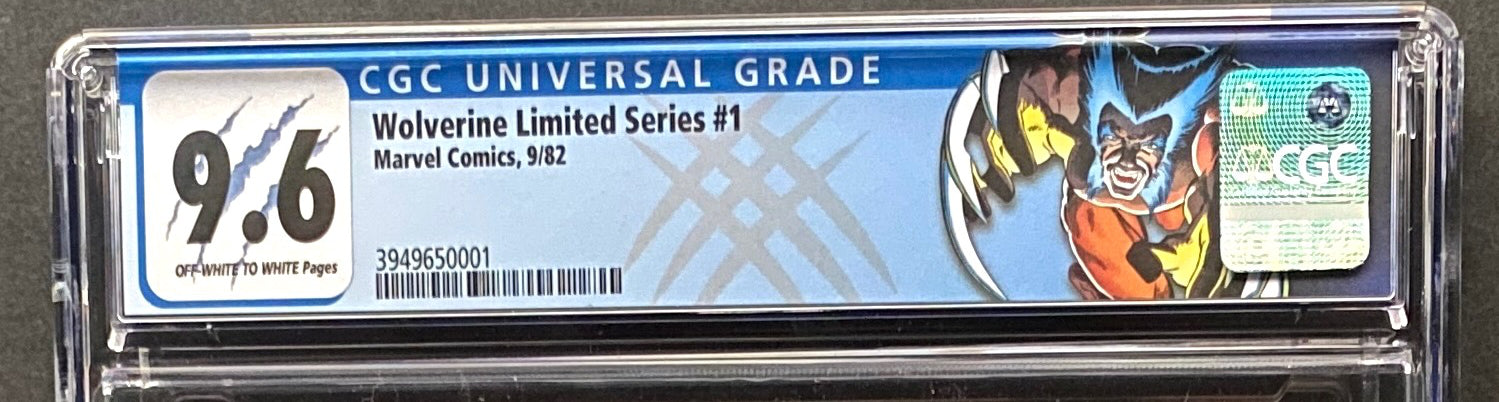 CGC UNIVERSAL GRADE
9.6
OFF-WHITE TO WHITE Pages
Wolverine Limited Series #1
Marvel Comics, 9/82
3949650001
CGC